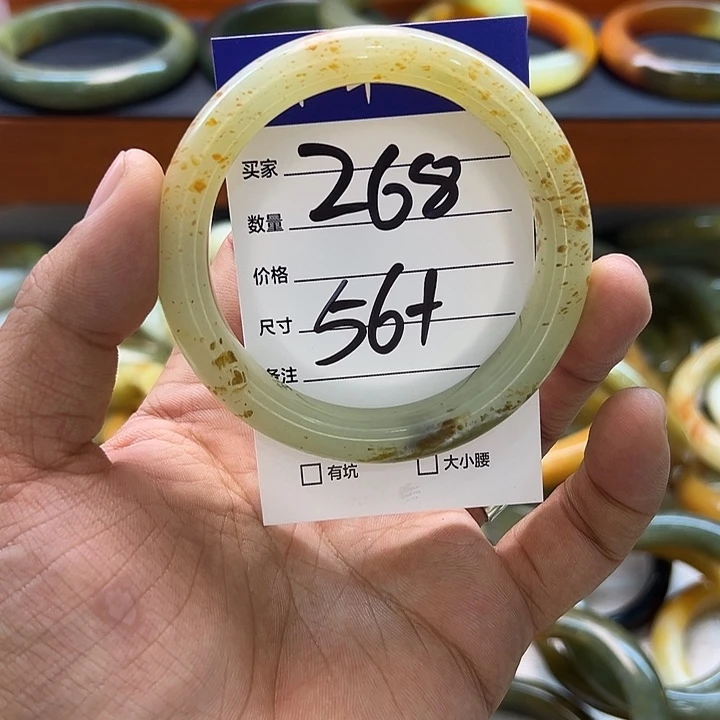 买家
268
数量
价格
尺寸 56+
备注
□ 有坑 □ 大小腰